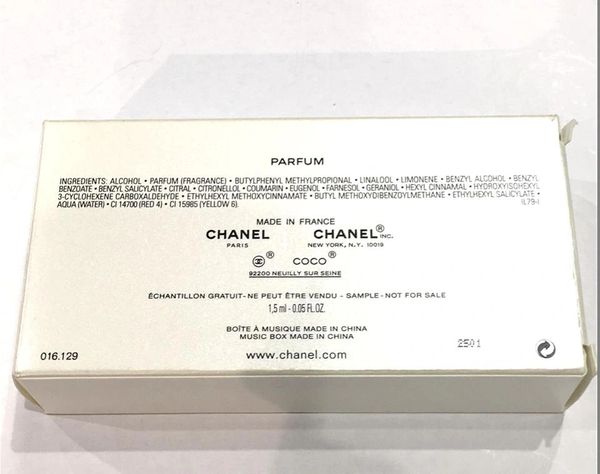 PARFUM
INGREDIENTS: ALCOHOL • PARFUM (FRAGRANCE) • BUTYLPHENYL METHYLPROPIONAL • LINALOOL • LIMONENE • BENZYL ALCOHOL • BENZYL
BENZOATE • BENZYL SALICYLATE • CITRAL • CITRONELLOL • COUMARIN • EUGENOL • FARNESOL • GERANIOL • HEXYL CINNAMAL • HYDROXYISOHEXYL
3-CYCLOHEXENE CARBOXALDEHYDE • ETHYLHEXYL METHOXYCINNAMATE • BUTYL METHOXYDIBENZOYLMETHANE • ETHYLHEXYL SALICYLATE •
AQUA (WATER) • CI 14700 (RED 4) • CI 15985 (YELLOW 6). IL79-I
MADE IN FRANCE
CHANEL CHANEL® INC.
PARIS NEW YORK, N.Y. 10019
® COCO®
92200 NEUILLY SUR SEINE
ÉCHANTILLON GRATUIT-NE PEUT ÊTRE VENDU - SAMPLE-NOT FOR SALE
1,5 ml - 0.05 FL.OZ.
BOÎTE À MUSIQUE MADE IN CHINA
MUSIC BOX MADE IN CHINA
016.129 www.chanel.com 2501